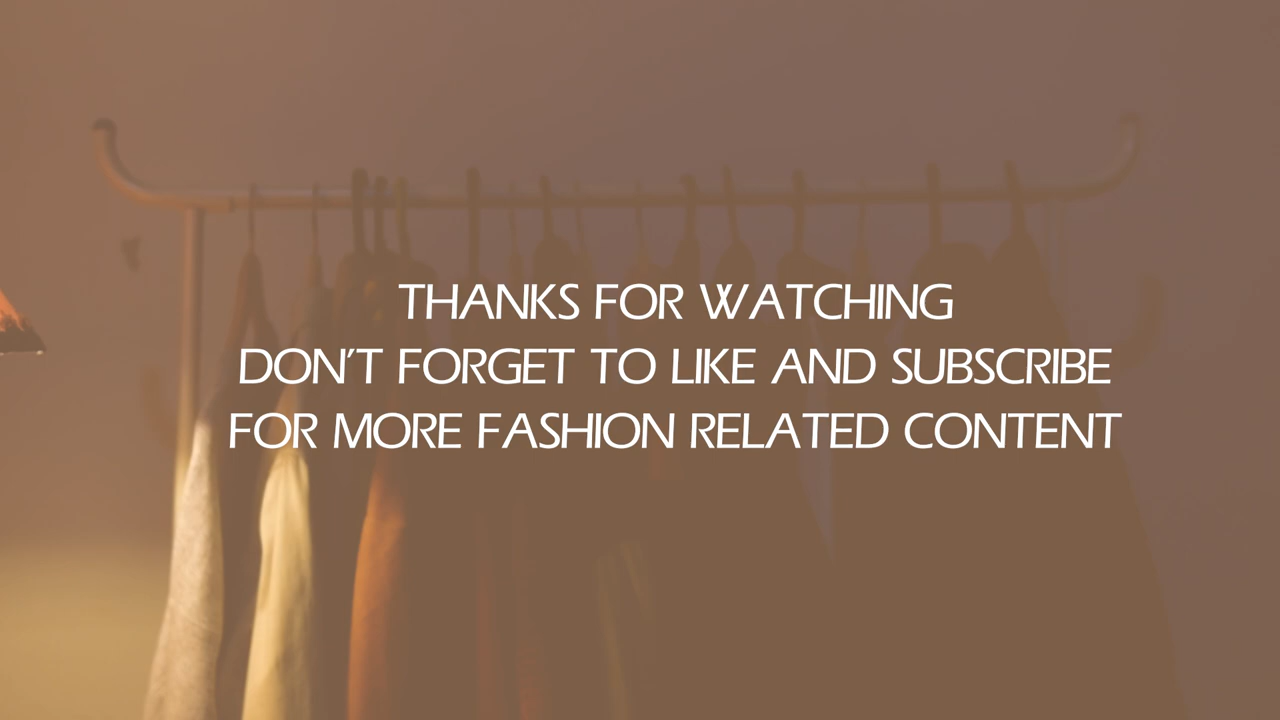 THANKS FOR WATCHING
DON'T FORGET TO LIKE AND SUBSCRIBE
FOR MORE FASHION RELATED CONTENT